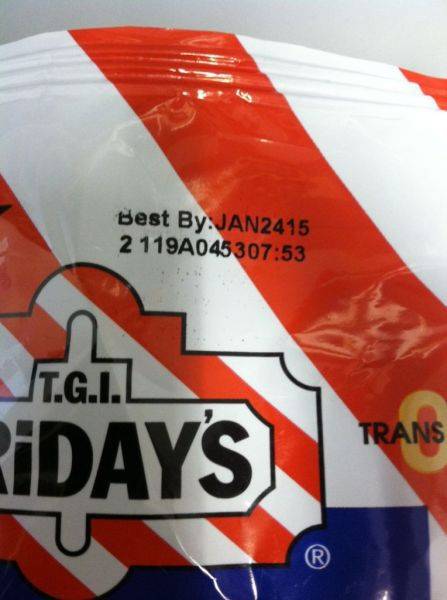 Best By:JAN2415
2 119A045307:53
T.G.I.
RiDAY'S
®
TRANS